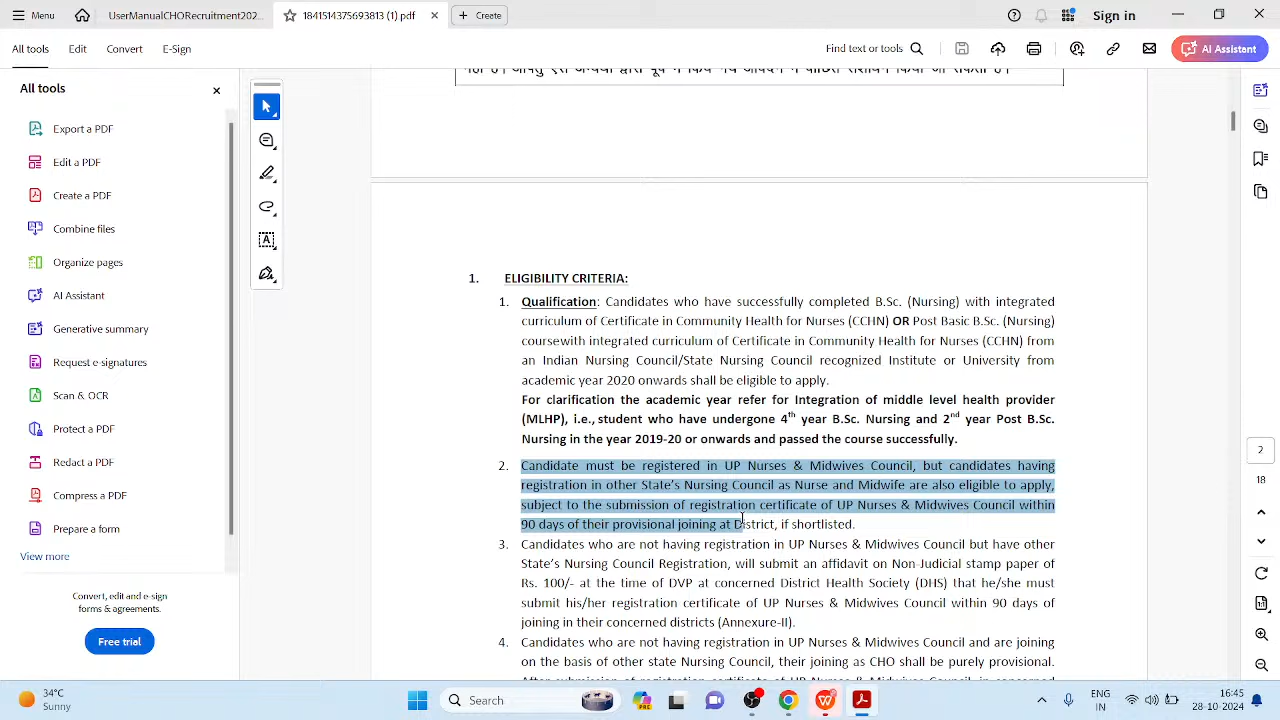 Menu
UserManualCHORecruitment202...
1841514375693813 (1).pdf
Create
Sign in
All tools
Edit
Convert
E-Sign
Find text or tools
AI Assistant
All tools
Export a PDF
Edit a PDF
Create a PDF
Combine files
Organize pages
AI Assistant
Generative summary
Request e-signatures
Scan & OCR
Protect a PDF
Redact a PDF
Compress a PDF
Prepare a form
View more
Convert, edit and e-sign
forms & agreements.
Free trial
1. ELIGIBILITY CRITERIA:
1. Qualification: Candidates who have successfully completed B.Sc. (Nursing) with integrated
curriculum of Certificate in Community Health for Nurses (CCHN) OR Post Basic B.Sc. (Nursing)
coursewith integrated curriculum of Certificate in Community Health for Nurses (CCHN) from
an Indian Nursing Council/State Nursing Council recognized Institute or University from
academic year 2020 onwards shall be eligible to apply.
For clarification the academic year refer for Integration of middle level health provider
(MLHP), i.e., student who have undergone 4th year B.Sc. Nursing and 2nd year Post B.Sc.
Nursing in the year 2019-20 or onwards and passed the course successfully.
2. Candidate must be registered in UP Nurses & Midwives Council, but candidates having
registration in other State's Nursing Council as Nurse and Midwife are also eligible to apply,
subject to the submission of registration certificate of UP Nurses & Midwives Council within
90 days of their provisional joining at District, if shortlisted.
3. Candidates who are not having registration in UP Nurses & Midwives Council but have other
State's Nursing Council Registration, will submit an affidavit on Non-Judicial stamp paper of
Rs. 100/- at the time of DVP at concerned District Health Society (DHS) that he/she must
submit his/her registration certificate of UP Nurses & Midwives Council within 90 days of
joining in their concerned districts (Annexure-II).
4. Candidates who are not having registration in UP Nurses & Midwives Council and are joining
on the basis of other state Nursing Council, their joining as CHO shall be purely provisional.
2
18
34°C
Sunny
Search
ENG
IN
16:45
28-10-2024